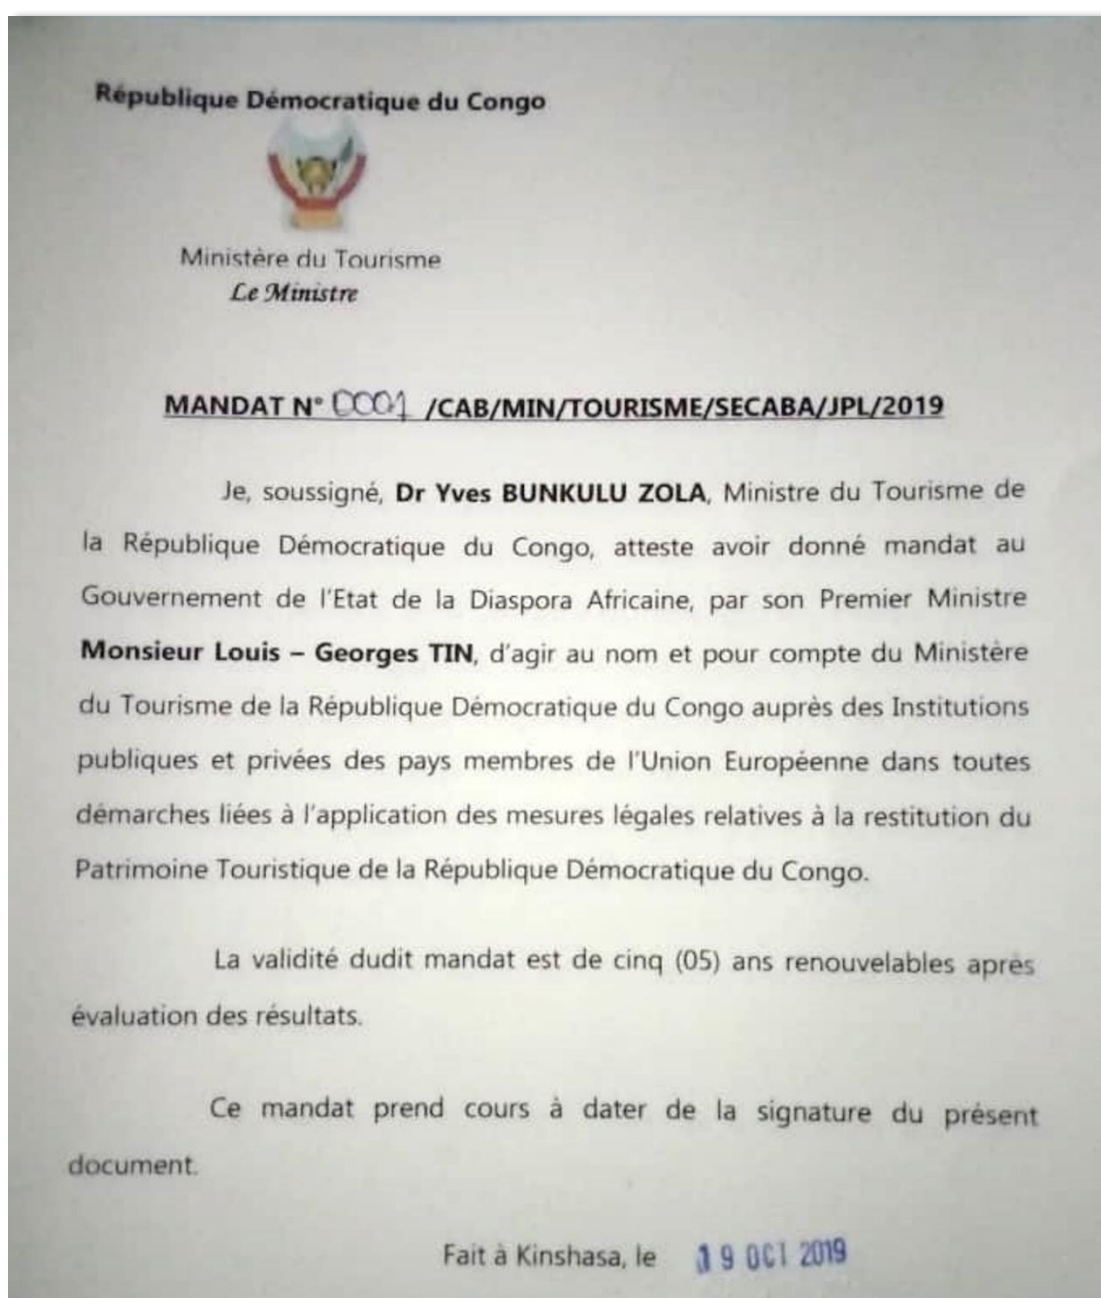 République Démocratique du Congo
Ministère du Tourisme
Le Ministre
MANDAT N° 0001 /CAB/MIN/TOURISME/SECABA/JPL/2019
Je, soussigné, Dr Yves BUNKULU ZOLA, Ministre du Tourisme de
la République Démocratique du Congo, atteste avoir donné mandat au
Gouvernement de l'Etat de la Diaspora Africaine, par son Premier Ministre
Monsieur Louis – Georges TIN, d'agir au nom et pour compte du Ministère
du Tourisme de la République Démocratique du Congo auprès des Institutions
publiques et privées des pays membres de l'Union Européenne dans toutes
démarches liées à l'application des mesures légales relatives à la restitution du
Patrimoine Touristique de la République Démocratique du Congo.
La validité dudit mandat est de cinq (05) ans renouvelables après
évaluation des résultats.
Ce mandat prend cours à dater de la signature du présent
document.
Fait à Kinshasa, le 19 OCT 2019